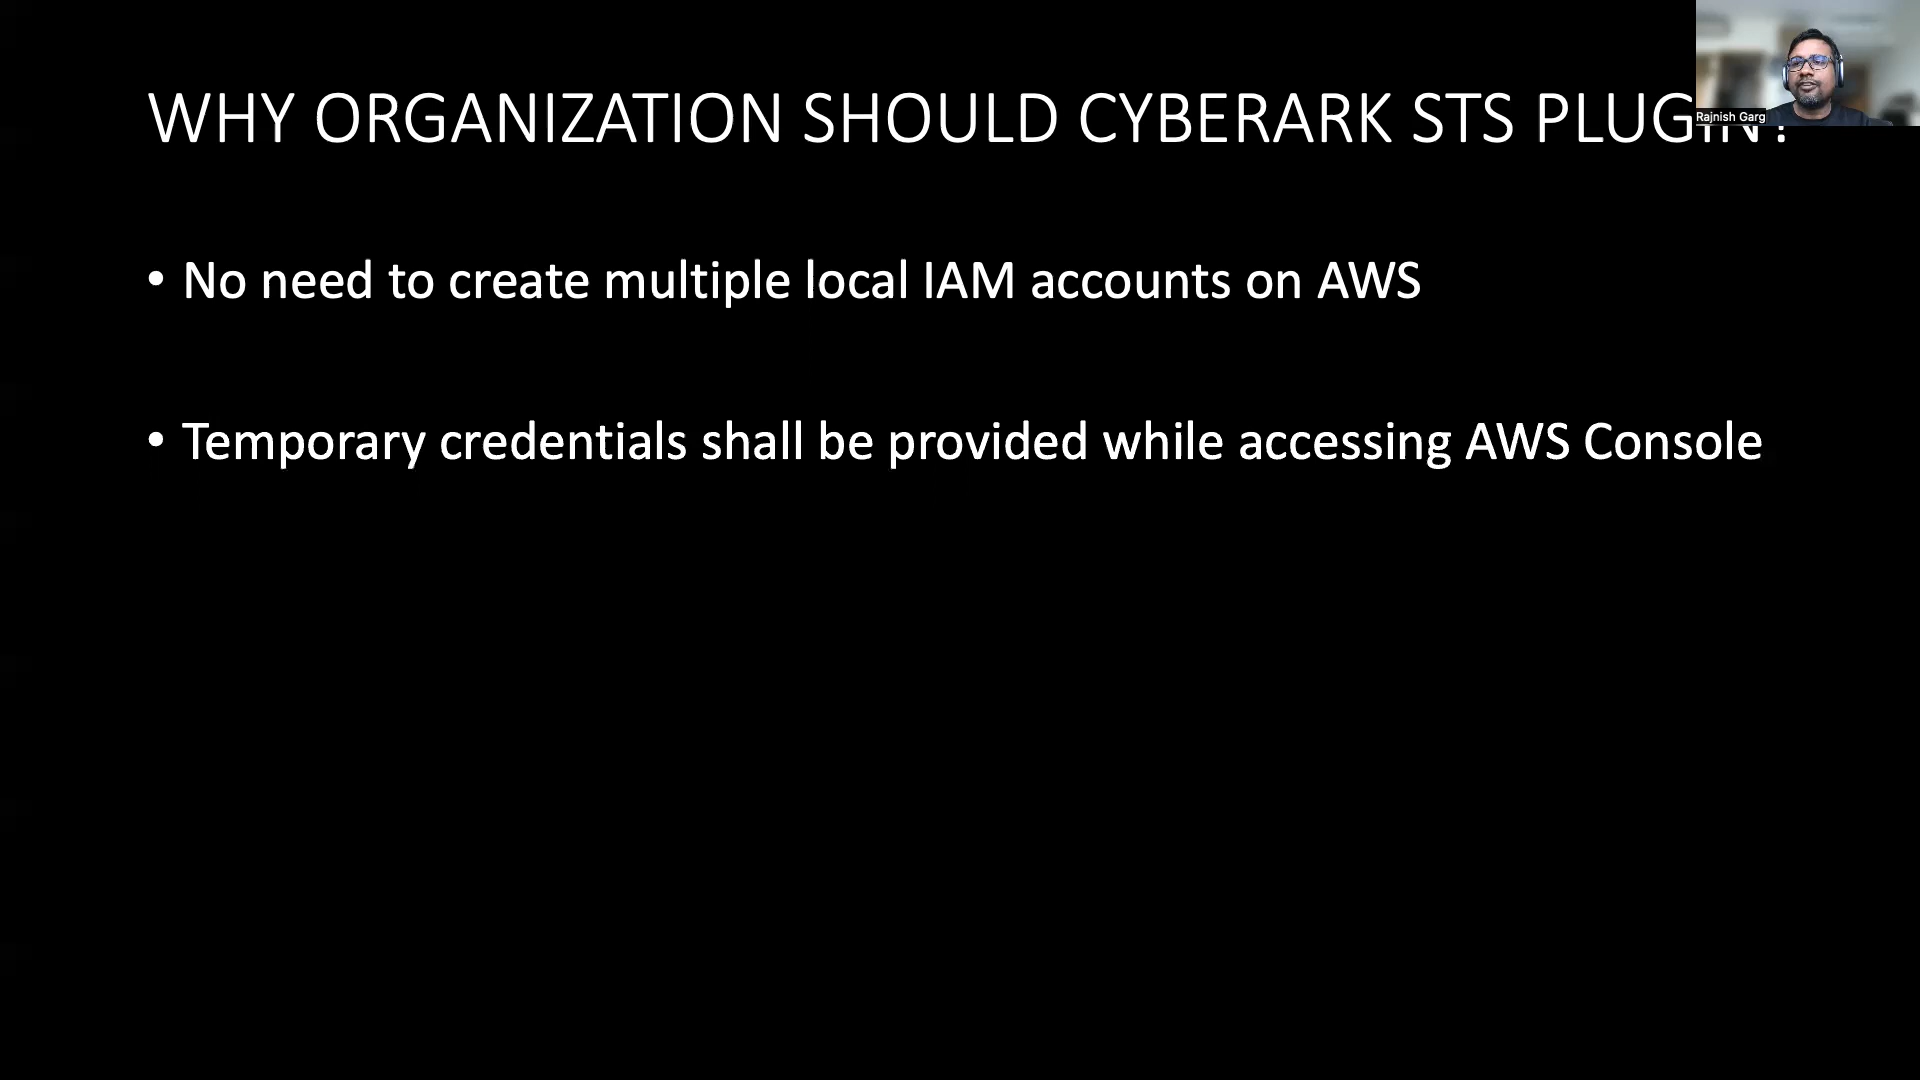 WHY ORGANIZATION SHOULD CYBERARK STS PLUGIN?
Rajnish Garg
• No need to create multiple local IAM accounts on AWS
• Temporary credentials shall be provided while accessing AWS Console